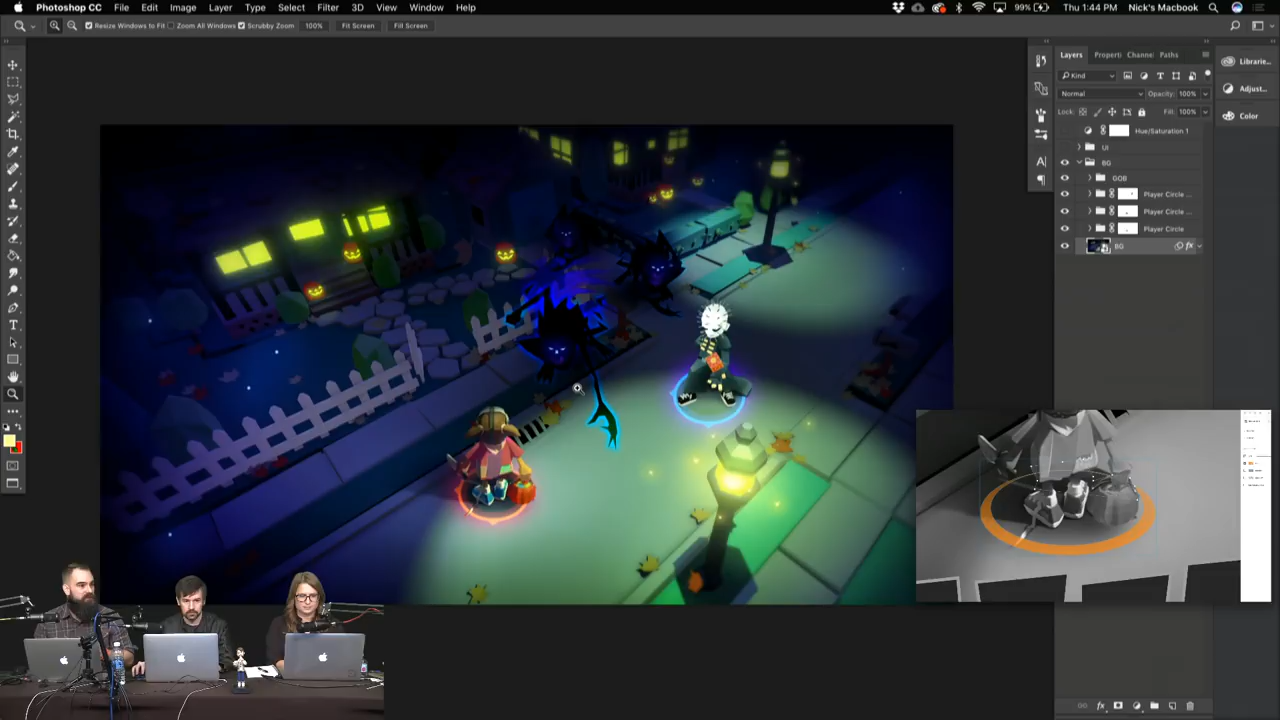 Photoshop CC File Edit Image Layer Type Select Filter 3D View Window Help 99% Thu 1:44 PM Nick's Macbook
Resize Windows to Fit Zoom All Windows Scrubby Zoom 100% Fit Screen Fill Screen
Layers Properti Channe Paths
Kind
Normal Opacity: 100%
Lock: Fill: 100%
Hue/Saturation 1
UI
BG
GOB
Player Circle ...
Player Circle ...
Player Circle
BG
fx
Librarie...
Adjust...
Color
A
T
fx